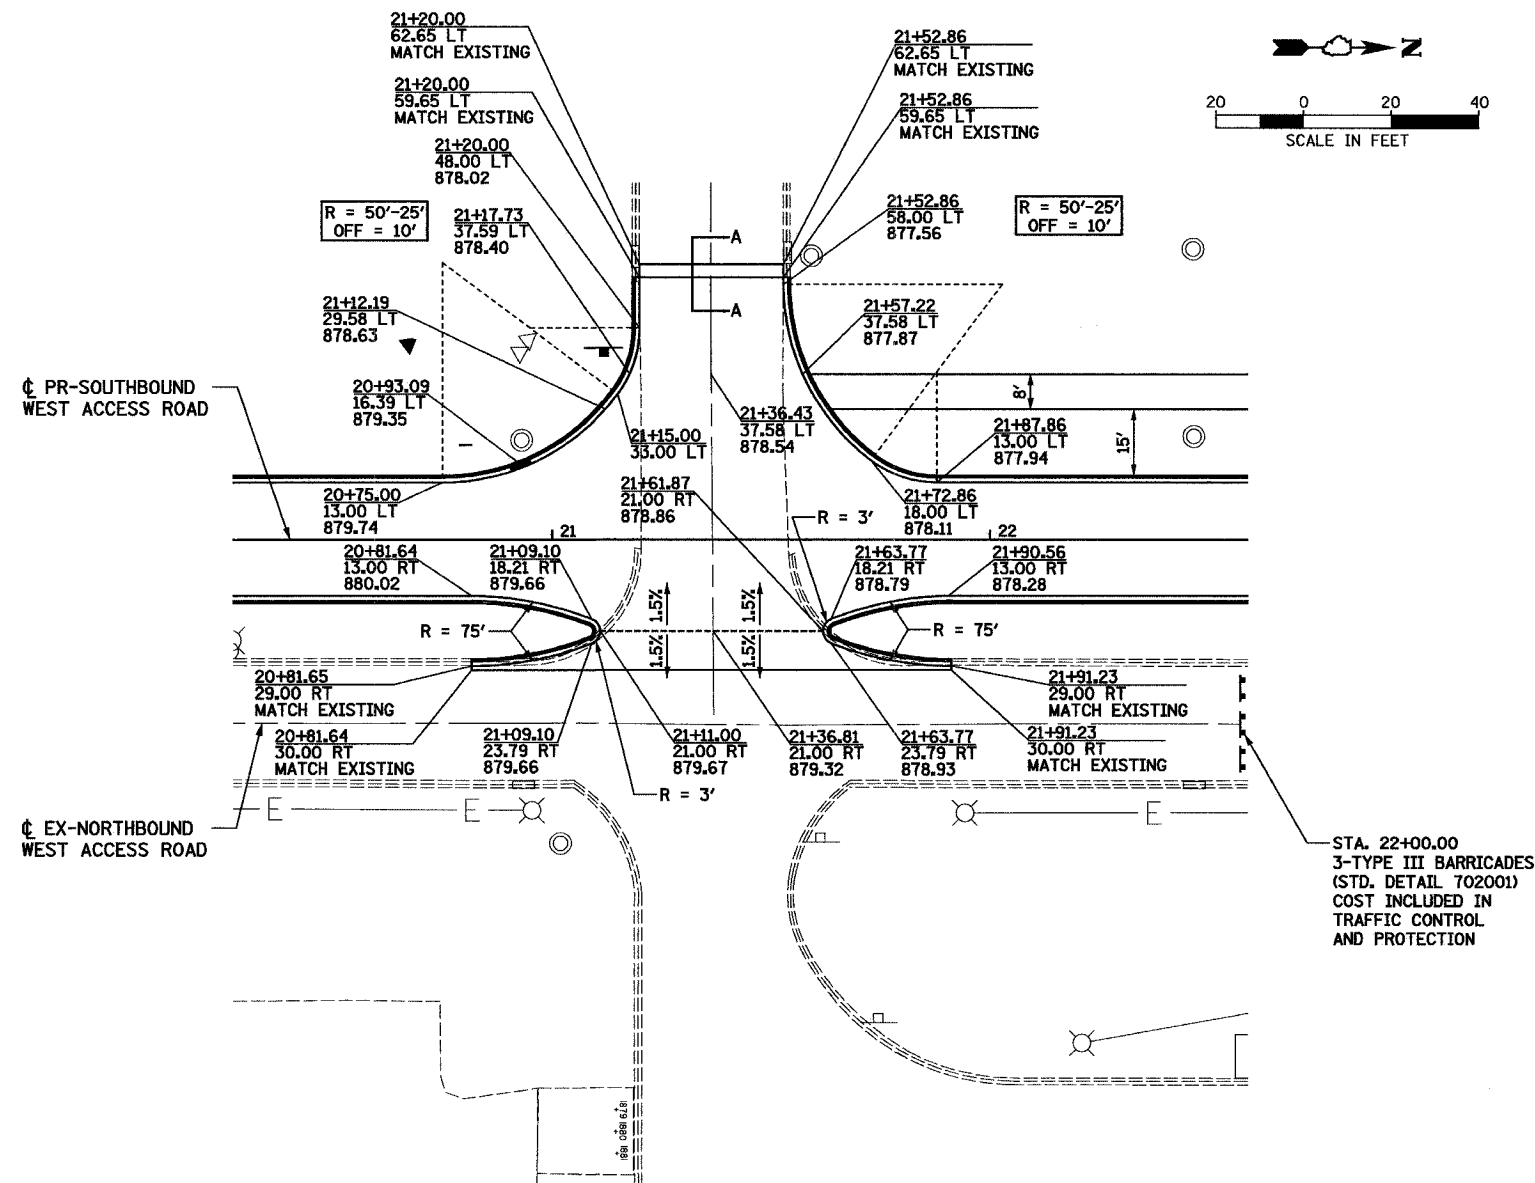 21+20.00
62.65 LT
MATCH EXISTING
21+52.86
62.65 LT
MATCH EXISTING
N
21+20.00
59.65 LT
MATCH EXISTING
21+52.86
59.65 LT
MATCH EXISTING
20 0 20 40
SCALE IN FEET
21+20.00
48.00 LT
878.02
R = 50'-25'
OFF = 10'
21+17.73
37.59 LT
878.40
A
A
21+52.86
58.00 LT
877.56
R = 50'-25'
OFF = 10'
21+12.19
29.58 LT
878.63
21+57.22
37.58 LT
877.87
℄ PR-SOUTHBOUND
WEST ACCESS ROAD
20+93.09
16.39 LT
879.35
21+15.00
33.00 LT
21+36.43
37.58 LT
878.54
8'
15'
21+87.86
13.00 LT
877.94
20+75.00
13.00 LT
879.74
21+61.87
21.00 RT
878.86
R = 3'
21+72.86
18.00 LT
878.11
21
22
20+81.64
13.00 RT
880.02
21+09.10
18.21 RT
879.66
21+63.77
18.21 RT
878.79
21+90.56
13.00 RT
878.28
1.5% 1.5%
1.5% 1.5%
R = 75'
R = 75'
20+81.65
29.00 RT
MATCH EXISTING
21+91.23
29.00 RT
MATCH EXISTING
20+81.64
30.00 RT
MATCH EXISTING
21+09.10
23.79 RT
879.66
21+11.00
21.00 RT
879.67
21+36.81
21.00 RT
879.32
21+63.77
23.79 RT
878.93
21+91.23
30.00 RT
MATCH EXISTING
R = 3'
E E E
℄ EX-NORTHBOUND
WEST ACCESS ROAD
STA. 22+00.00
3-TYPE III BARRICADES
(STD. DETAIL 702001)
COST INCLUDED IN
TRAFFIC CONTROL
AND PROTECTION
1879 1880 1881